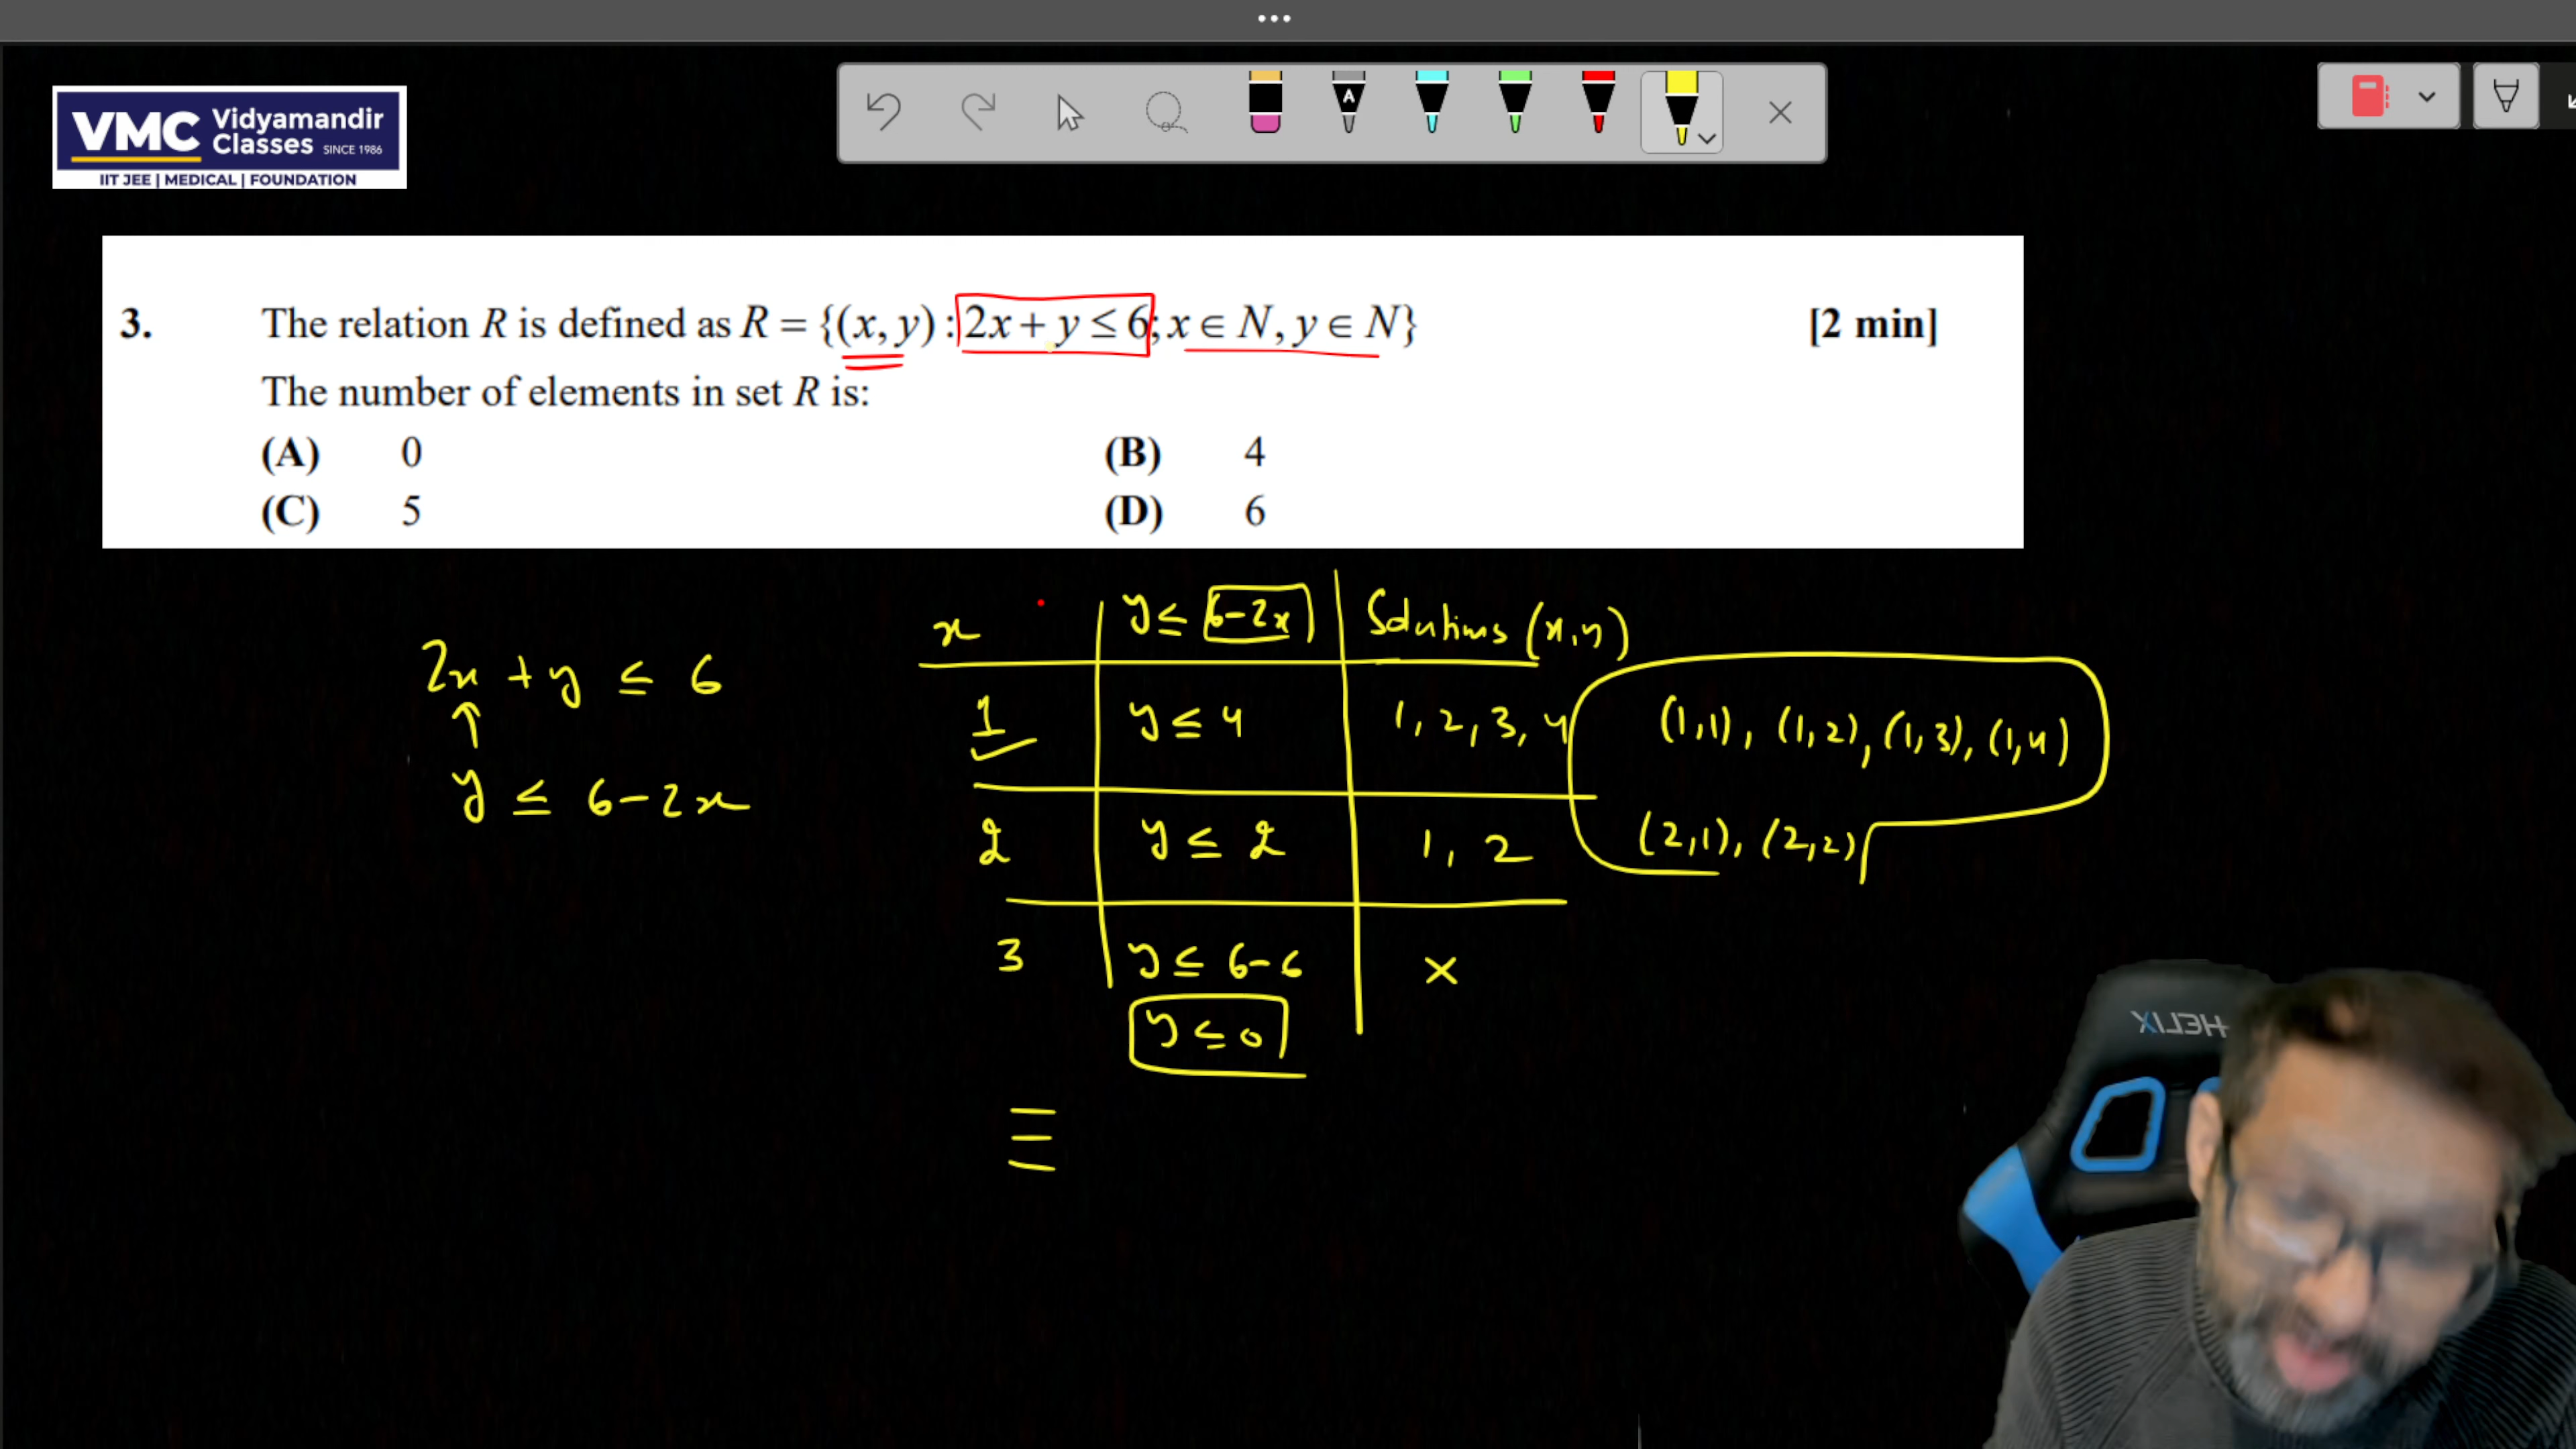 VMC Vidyamandir Classes SINCE 1986
IIT JEE | MEDICAL | FOUNDATION
A
3. The relation R is defined as R = {(x, y) : 2x + y ≤ 6; x ∈ N, y ∈ N} [2 min]
The number of elements in set R is:
(A) 0 (B) 4
(C) 5 (D) 6
2x + y ≤ 6
y ≤ 6-2x
x y ≤ 6-2x Solutions (x,y)
1 y ≤ 4 1, 2, 3, 4 (1,1), (1,2), (1,3), (1,4)
2 y ≤ 2 1, 2 (2,1), (2,2)
3 y ≤ 6-6 ×
y ≤ 0
HELIX